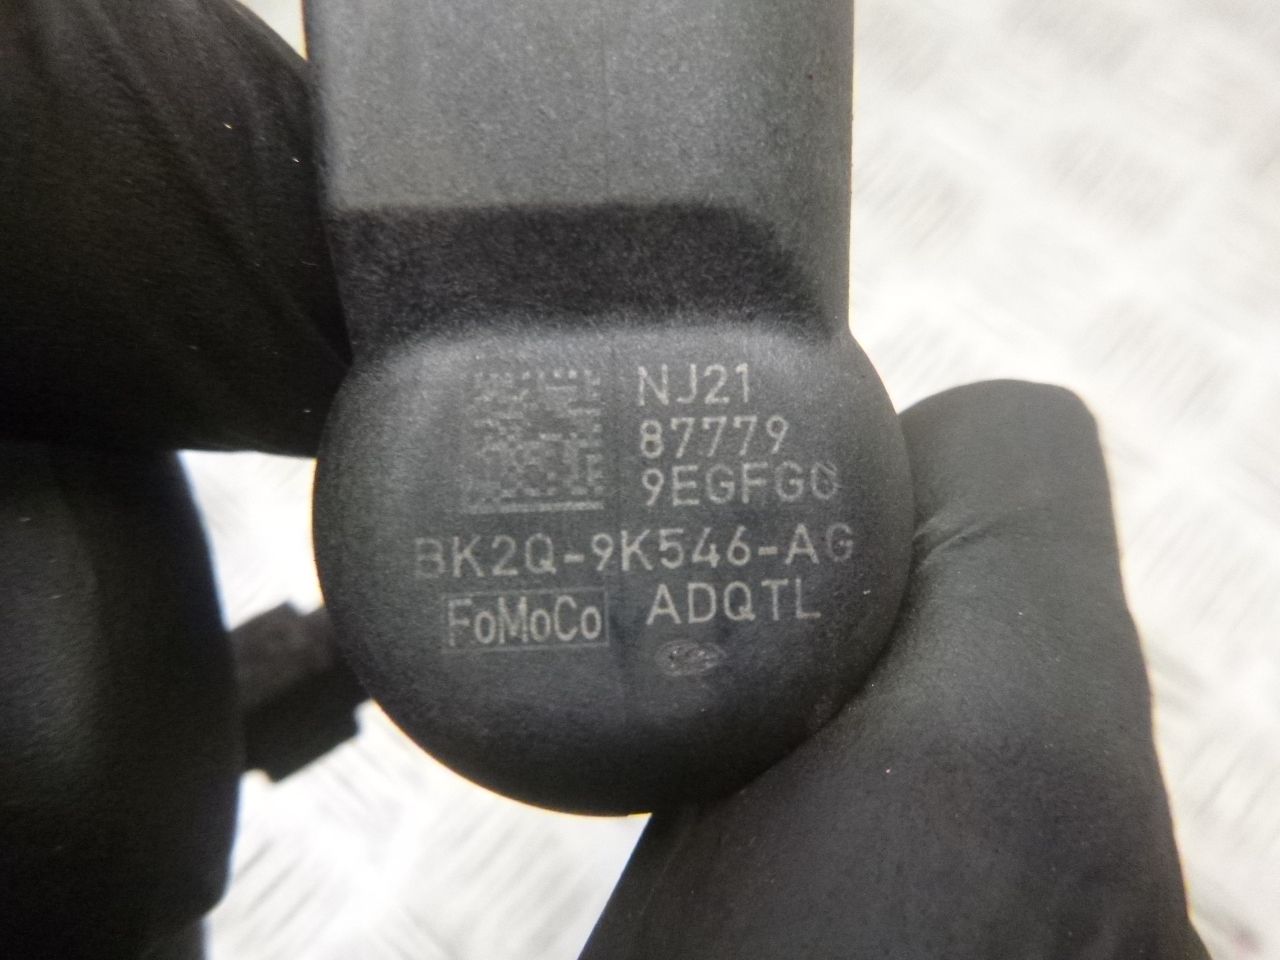 NJ21
87779
9EGFG0
BK2Q-9K546-AG
FoMoCo ADQTL